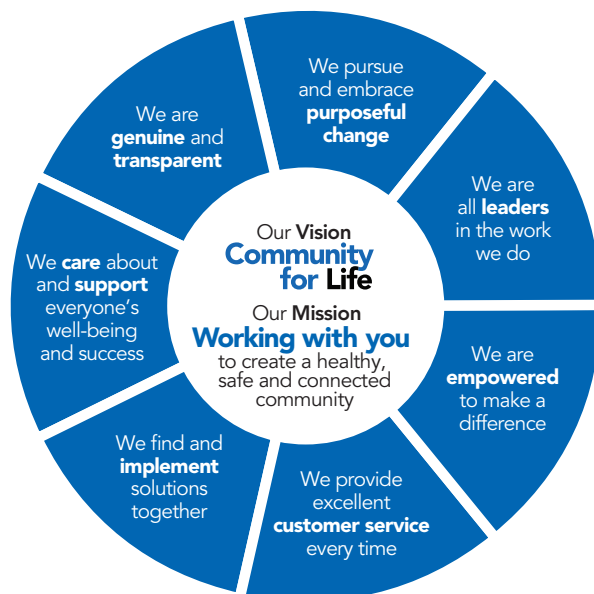 We pursue
and embrace
purposeful
change
We are
all leaders
in the work
we do
We are
empowered
to make a
difference
We provide
excellent
customer service
every time
We find and
implement
solutions
together
We care about
and support
everyone's
well-being
and success
We are
genuine and
transparent
Our Vision
Community
for Life
Our Mission
Working with you
to create a healthy,
safe and connected
community